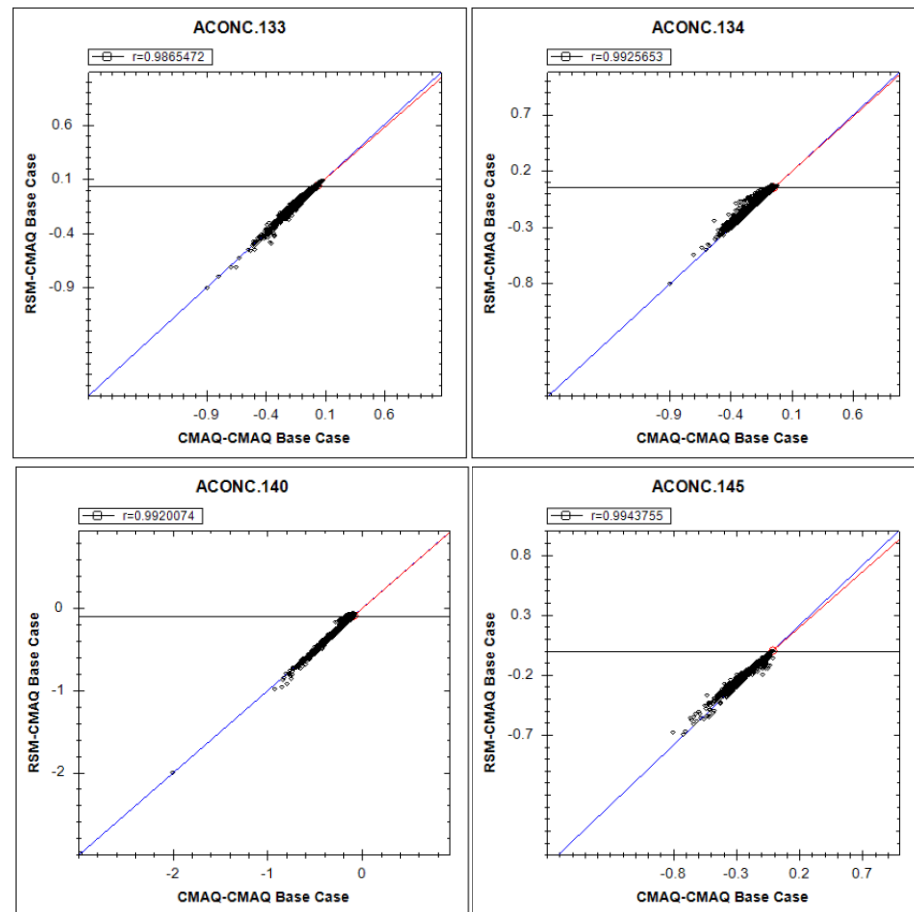 ACONC.133
r=0.9865472
0.6
0.1
-0.4
-0.9
RSM-CMAQ Base Case
-0.9 -0.4 0.1 0.6
CMAQ-CMAQ Base Case
ACONC.134
r=0.9925653
0.7
0.2
-0.3
-0.8
RSM-CMAQ Base Case
-0.9 -0.4 0.1 0.6
CMAQ-CMAQ Base Case
ACONC.140
r=0.9920074
0
-1
-2
RSM-CMAQ Base Case
-2 -1 0
CMAQ-CMAQ Base Case
ACONC.145
r=0.9943755
0.8
0.3
-0.2
-0.7
RSM-CMAQ Base Case
-0.8 -0.3 0.2 0.7
CMAQ-CMAQ Base Case